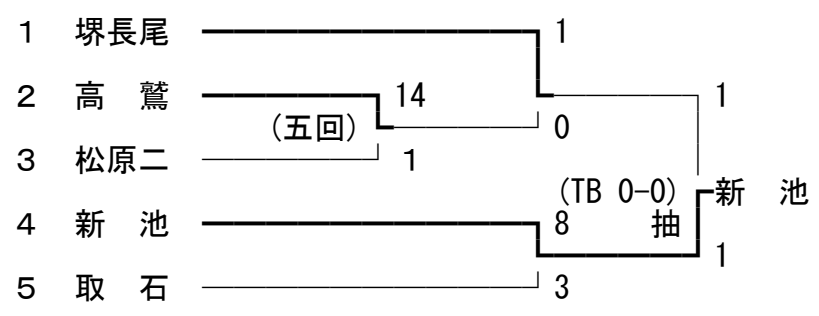 1 堺長尾 1
2 高 鷲 14 1
(五回) 0
3 松原二 1
(TB 0-0) 新 池
4 新 池 8 抽
1
5 取 石 3